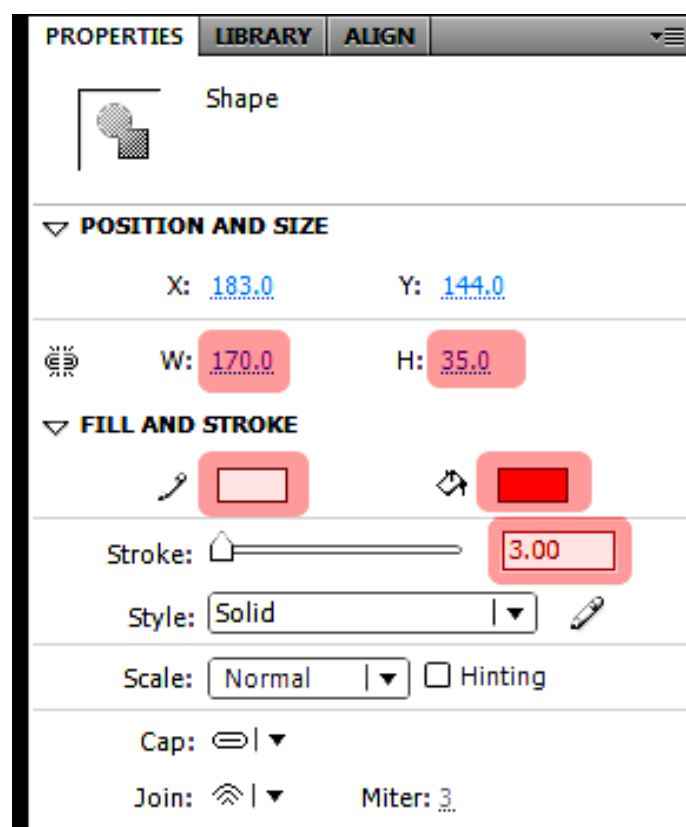 PROPERTIES LIBRARY ALIGN
Shape
POSITION AND SIZE
X: 183.0 Y: 144.0
W: 170.0 H: 35.0
FILL AND STROKE
Stroke: 3.00
Style: Solid
Scale: Normal Hinting
Cap:
Join: Miter: 3